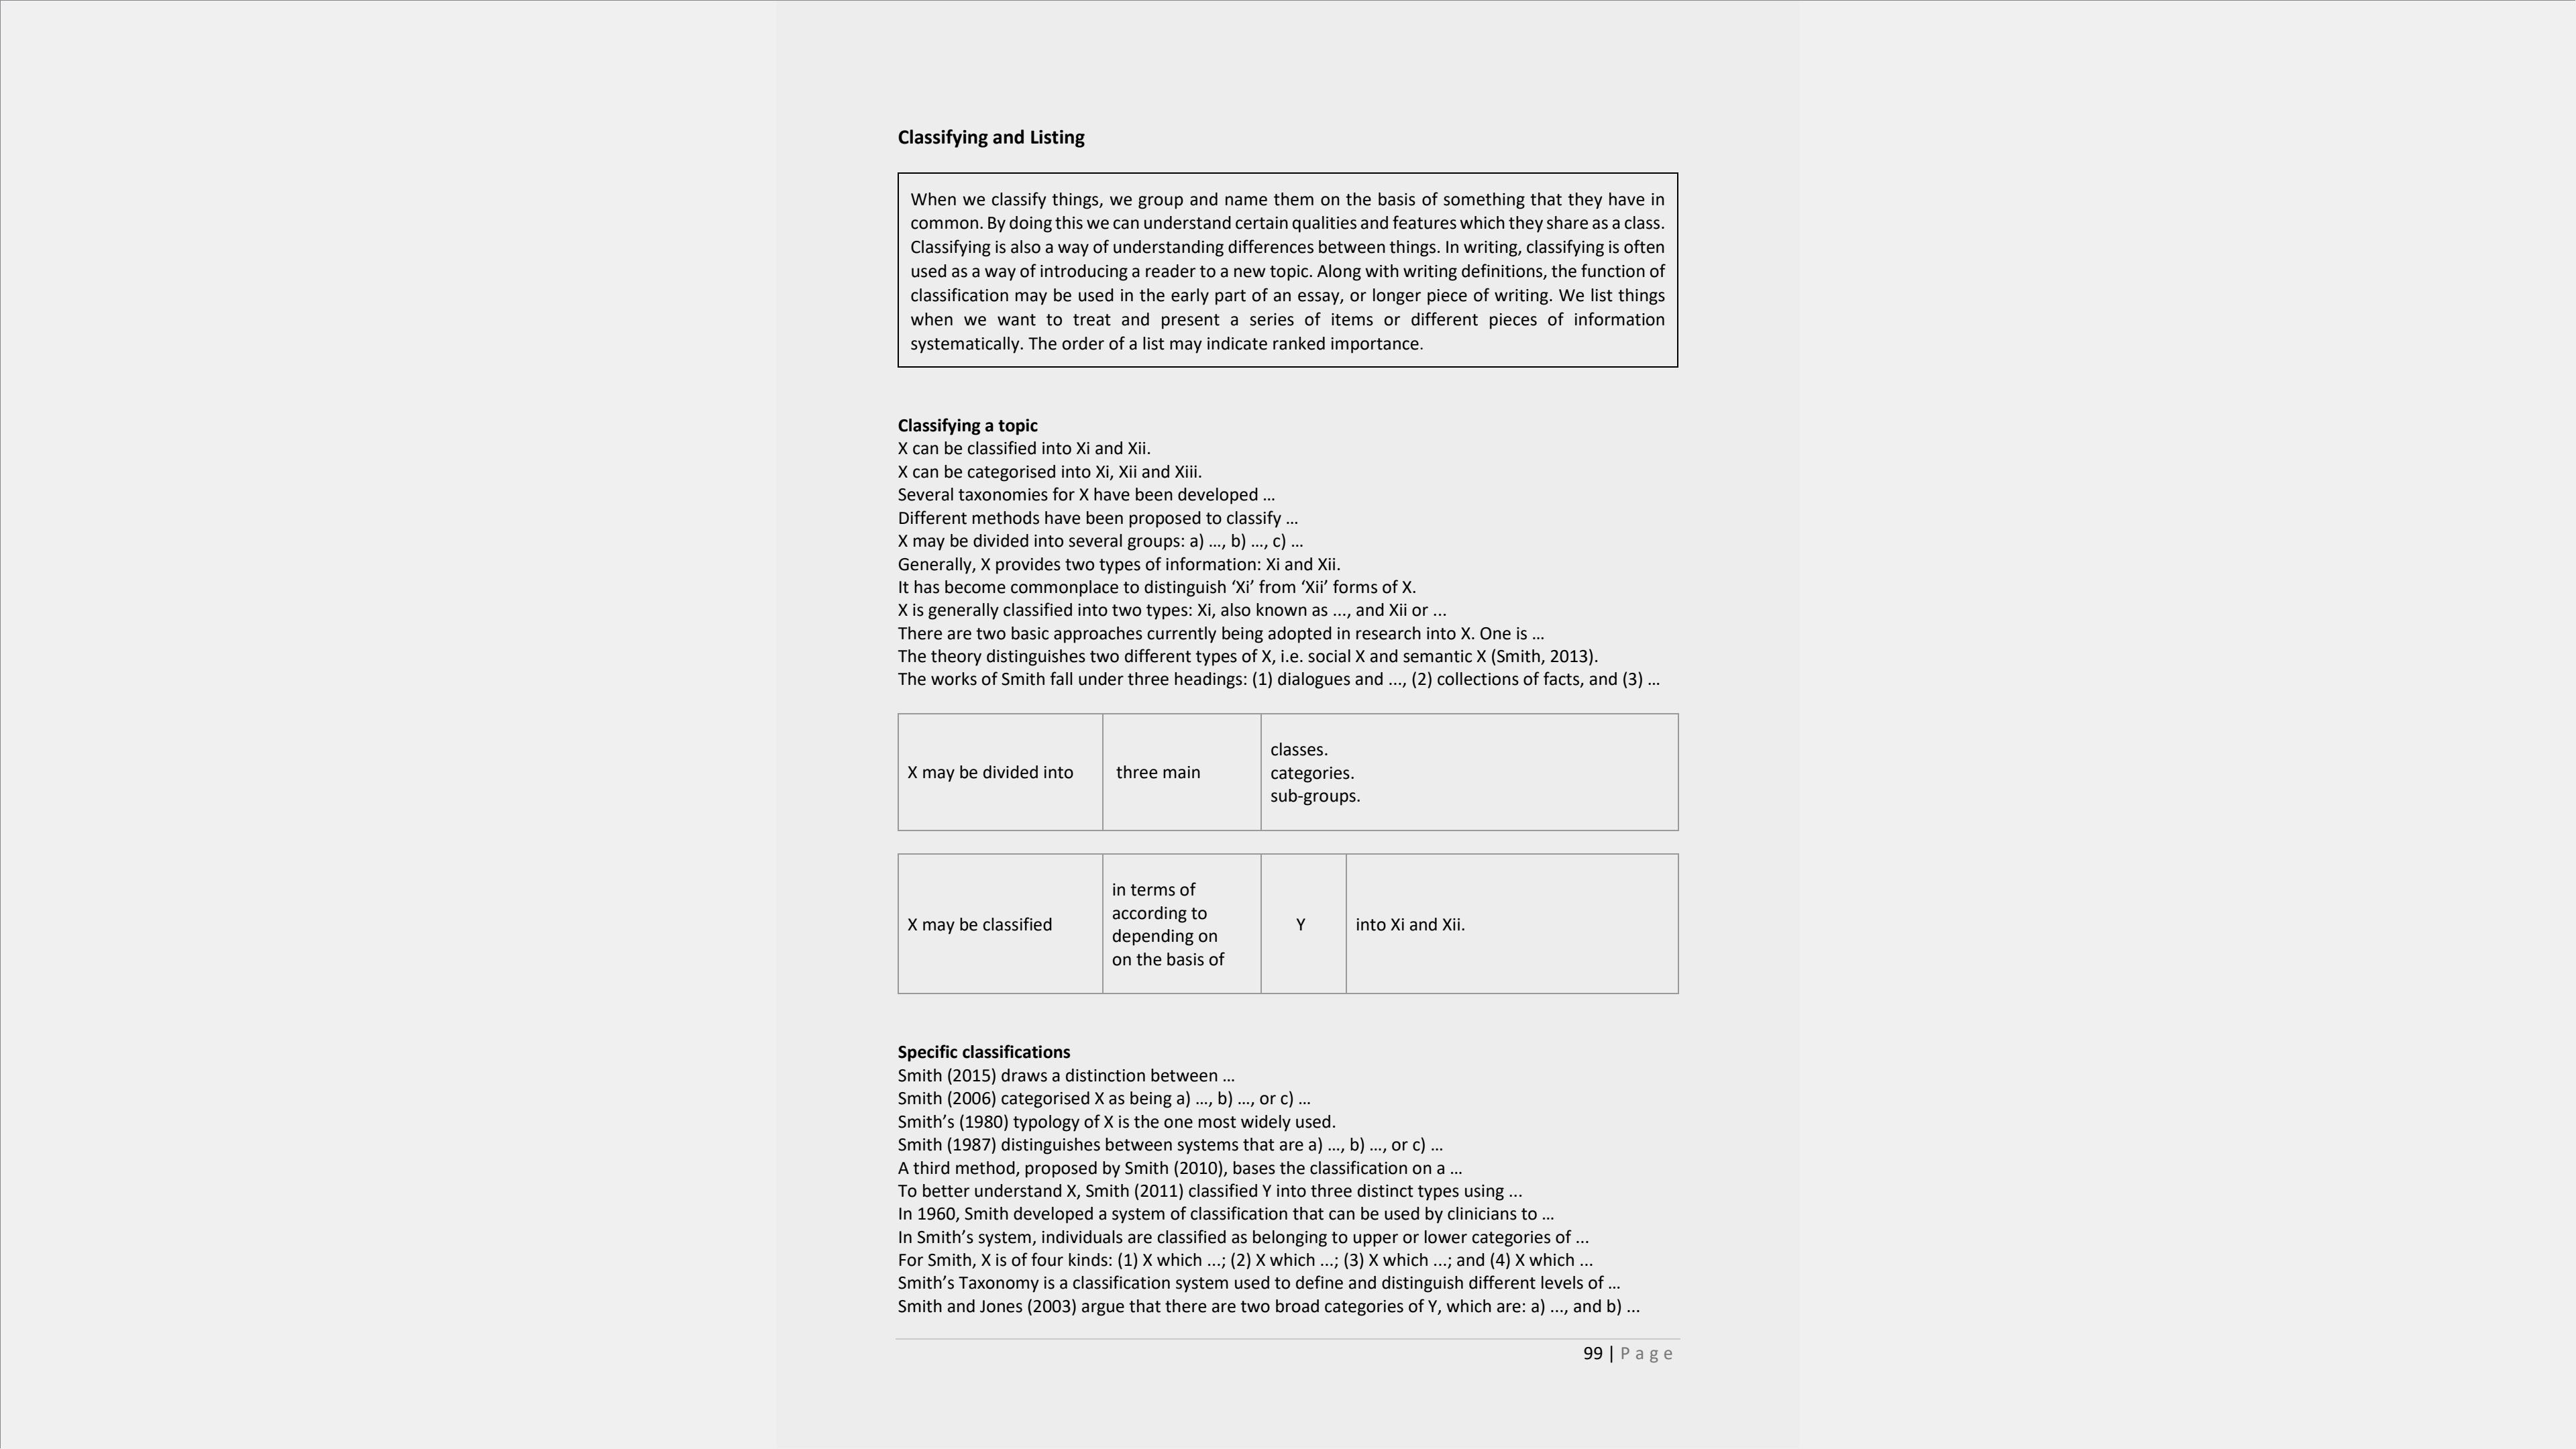 Classifying and Listing
When we classify things, we group and name them on the basis of something that they have in
common. By doing this we can understand certain qualities and features which they share as a class.
Classifying is also a way of understanding differences between things. In writing, classifying is often
used as a way of introducing a reader to a new topic. Along with writing definitions, the function of
classification may be used in the early part of an essay, or longer piece of writing. We list things
when we want to treat and present a series of items or different pieces of information
systematically. The order of a list may indicate ranked importance.
Classifying a topic
X can be classified into Xi and Xii.
X can be categorised into Xi, Xii and Xiii.
Several taxonomies for X have been developed …
Different methods have been proposed to classify …
X may be divided into several groups: a) …, b) …, c) …
Generally, X provides two types of information: Xi and Xii.
It has become commonplace to distinguish ‘Xi’ from ‘Xii’ forms of X.
X is generally classified into two types: Xi, also known as ..., and Xii or ...
There are two basic approaches currently being adopted in research into X. One is …
The theory distinguishes two different types of X, i.e. social X and semantic X (Smith, 2013).
The works of Smith fall under three headings: (1) dialogues and ..., (2) collections of facts, and (3) …
X may be divided into
three main
classes.
categories.
sub-groups.
X may be classified
in terms of
according to
depending on
on the basis of
Y
into Xi and Xii.
Specific classifications
Smith (2015) draws a distinction between …
Smith (2006) categorised X as being a) …, b) …, or c) …
Smith’s (1980) typology of X is the one most widely used.
Smith (1987) distinguishes between systems that are a) …, b) …, or c) …
A third method, proposed by Smith (2010), bases the classification on a …
To better understand X, Smith (2011) classified Y into three distinct types using ...
In 1960, Smith developed a system of classification that can be used by clinicians to …
In Smith’s system, individuals are classified as belonging to upper or lower categories of ...
For Smith, X is of four kinds: (1) X which ...; (2) X which ...; (3) X which ...; and (4) X which ...
Smith’s Taxonomy is a classification system used to define and distinguish different levels of …
Smith and Jones (2003) argue that there are two broad categories of Y, which are: a) ..., and b) ...
99 | P a g e